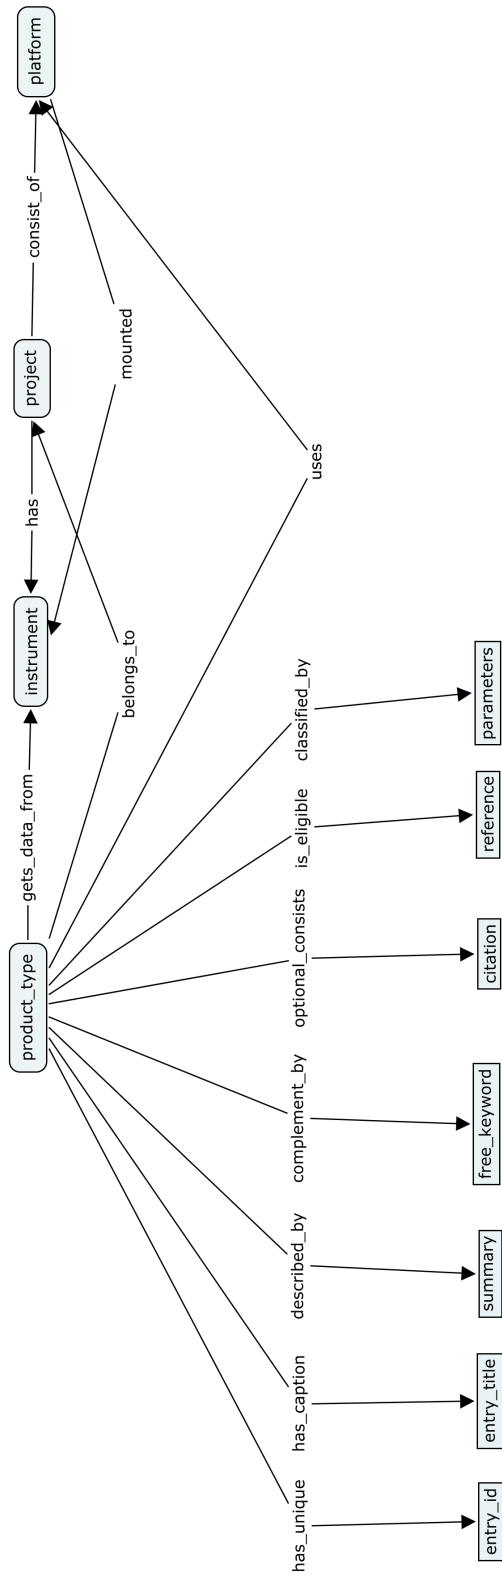 product_type
gets_data_from
instrument
has
project
consist_of
platform
belongs_to
mounted
uses
has_unique
has_caption
described_by
complement_by
optional_consists
is_eligible
classified_by
entry_id
entry_title
summary
free_keyword
citation
reference
parameters